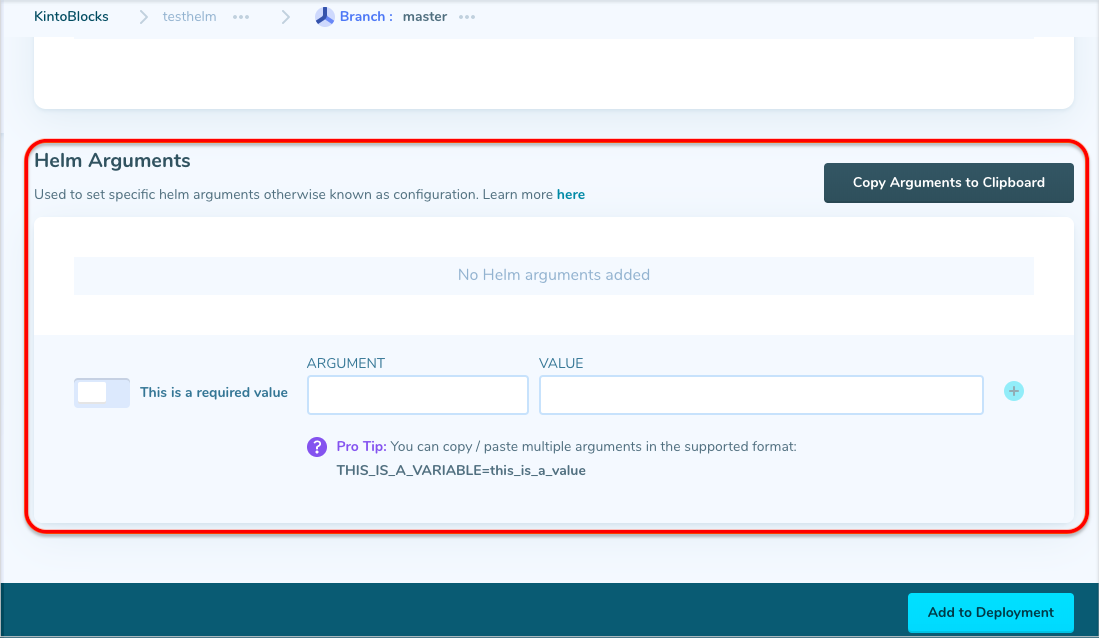 KintoBlocks testhelm Branch : master
Helm Arguments
Used to set specific helm arguments otherwise known as configuration. Learn more here
Copy Arguments to Clipboard
No Helm arguments added
ARGUMENT VALUE
This is a required value
? Pro Tip: You can copy / paste multiple arguments in the supported format:
THIS_IS_A_VARIABLE=this_is_a_value
Add to Deployment